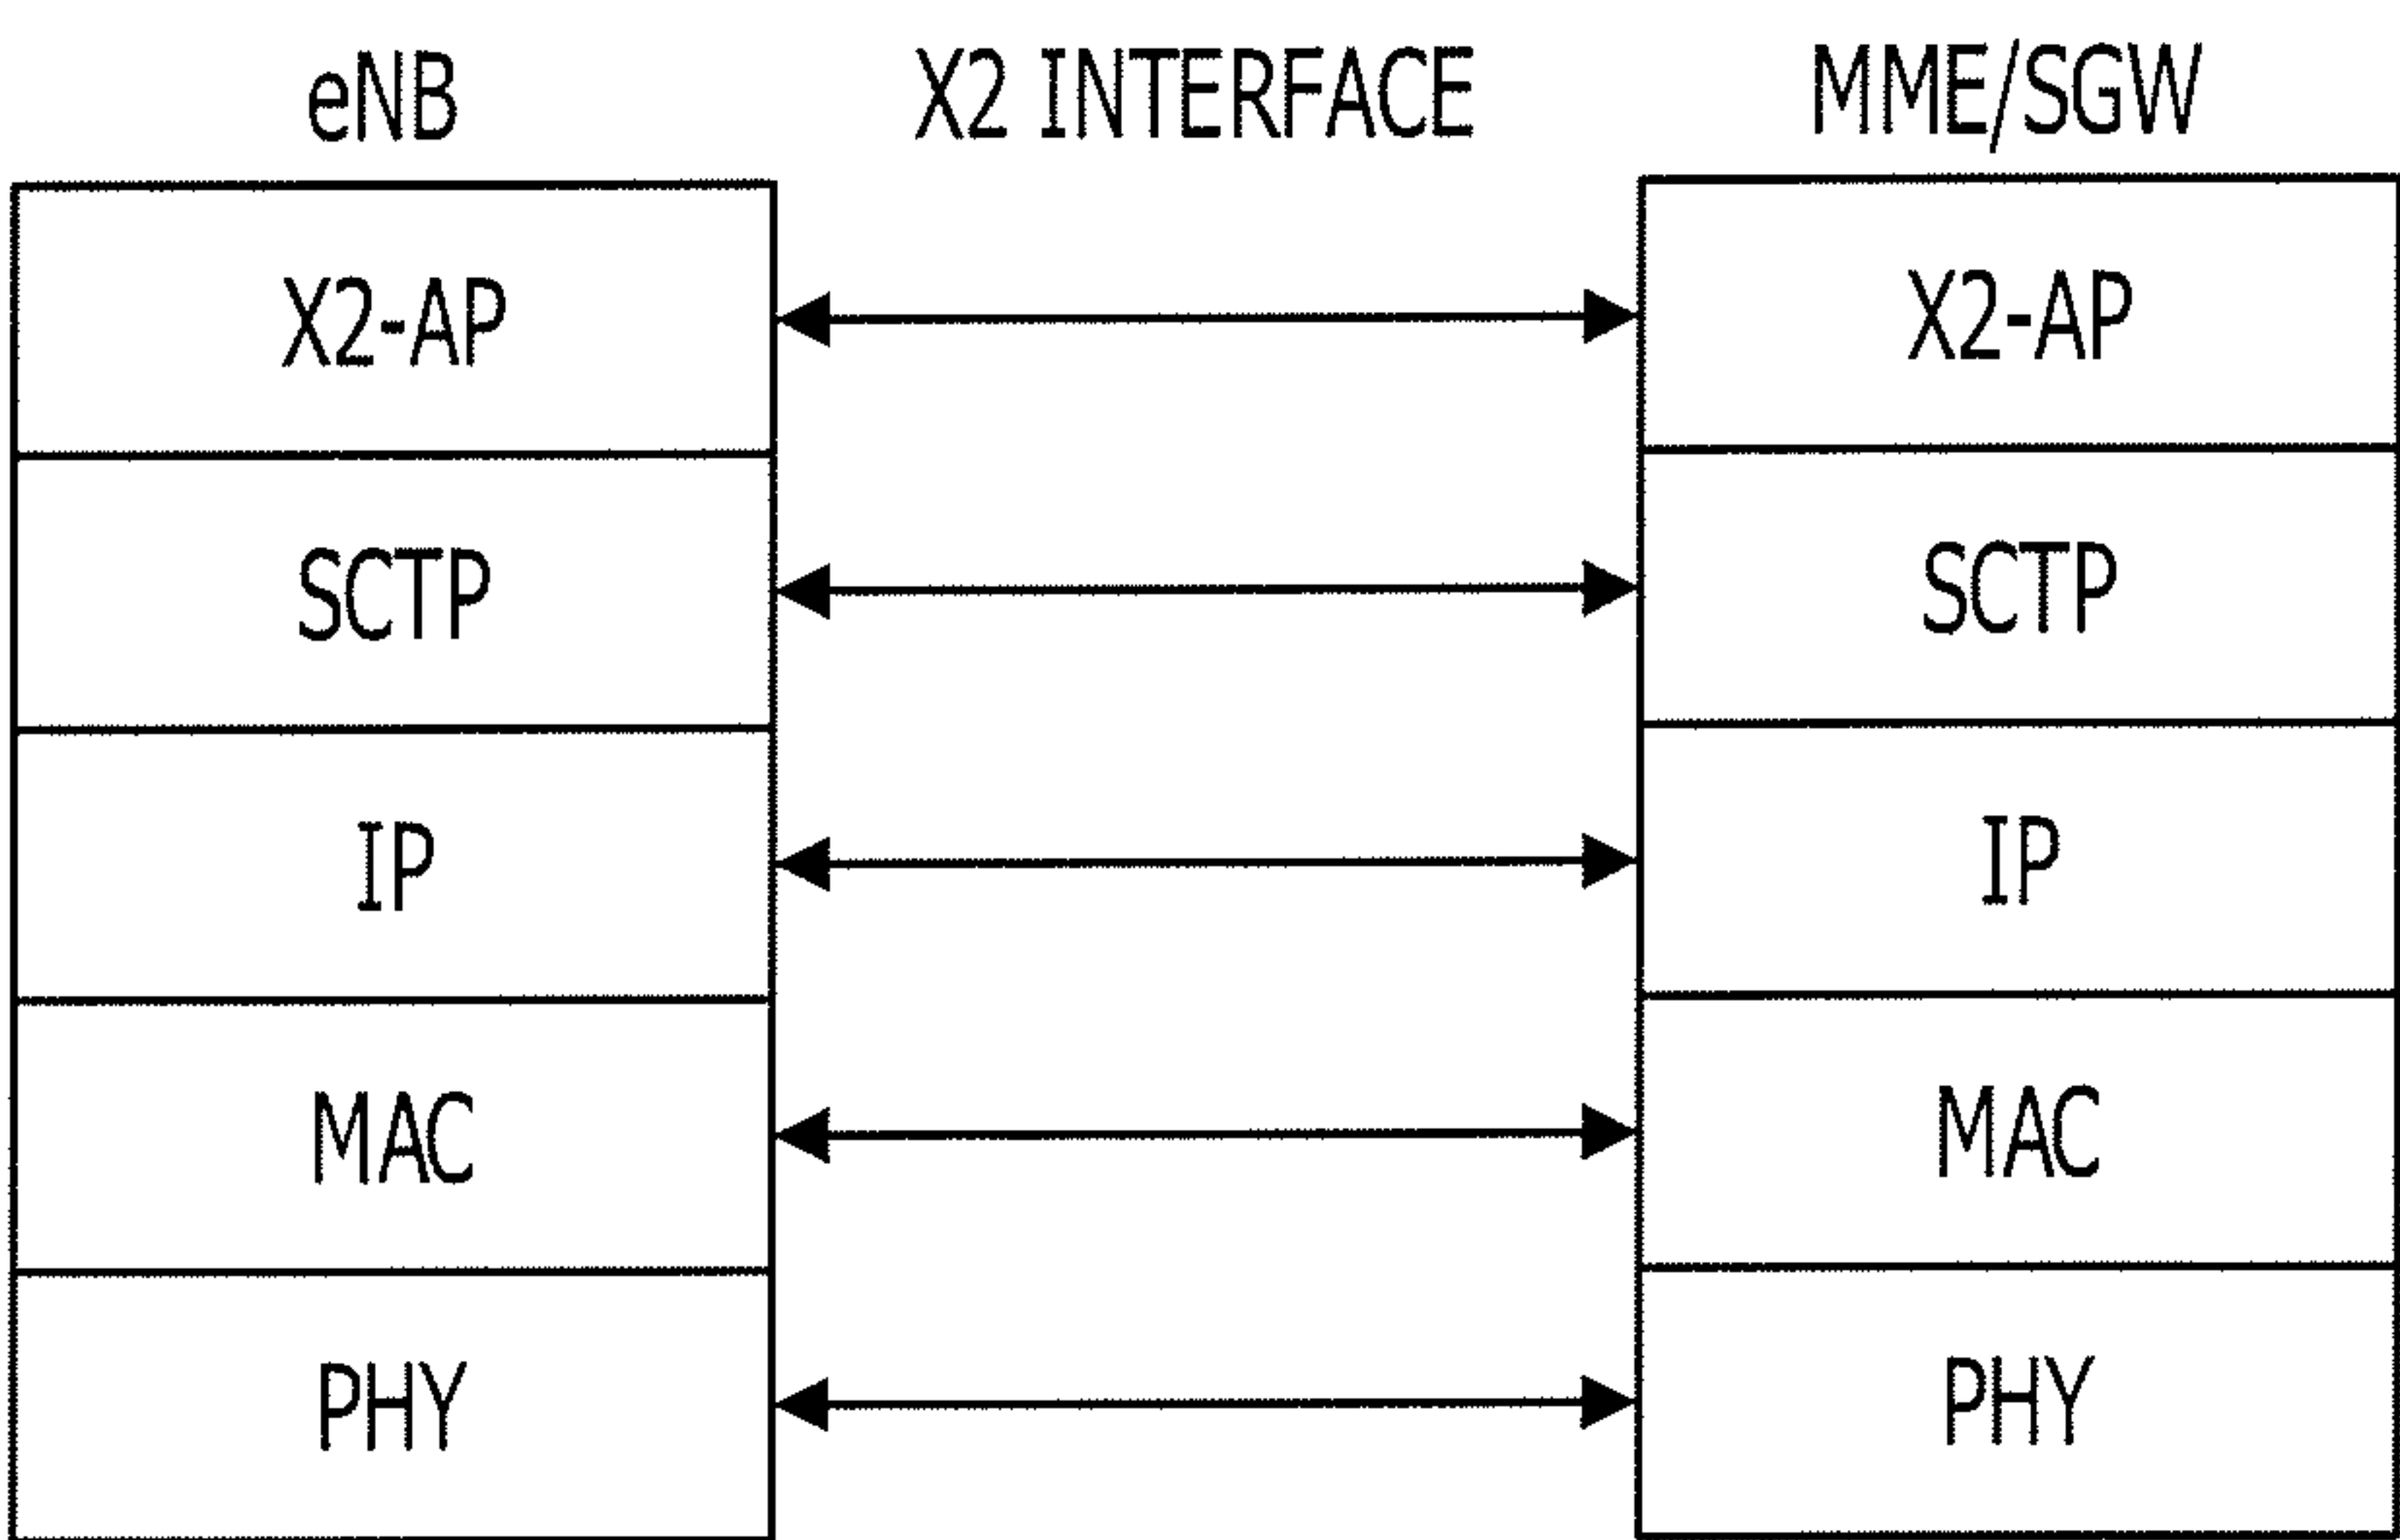 eNB X2 INTERFACE MME/SGW
X2-AP X2-AP
SCTP SCTP
IP IP
MAC MAC
PHY PHY